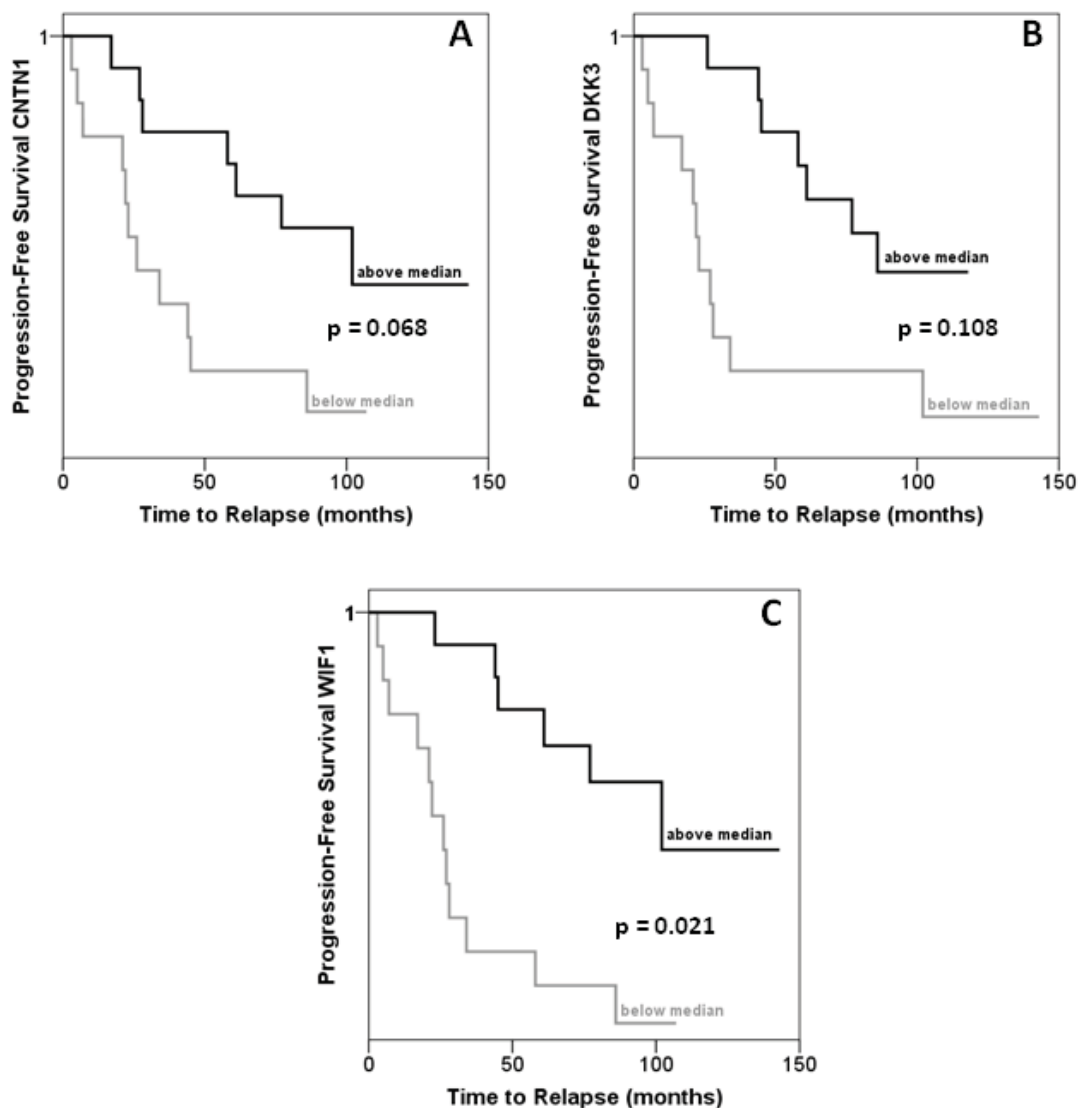 A
1
Progression-Free Survival CNTN1
above median
p = 0.068
below median
0 50 100 150
Time to Relapse (months)
B
1
Progression-Free Survival DKK3
above median
p = 0.108
below median
0 50 100 150
Time to Relapse (months)
C
1
Progression-Free Survival WIF1
above median
p = 0.021
below median
0 50 100 150
Time to Relapse (months)